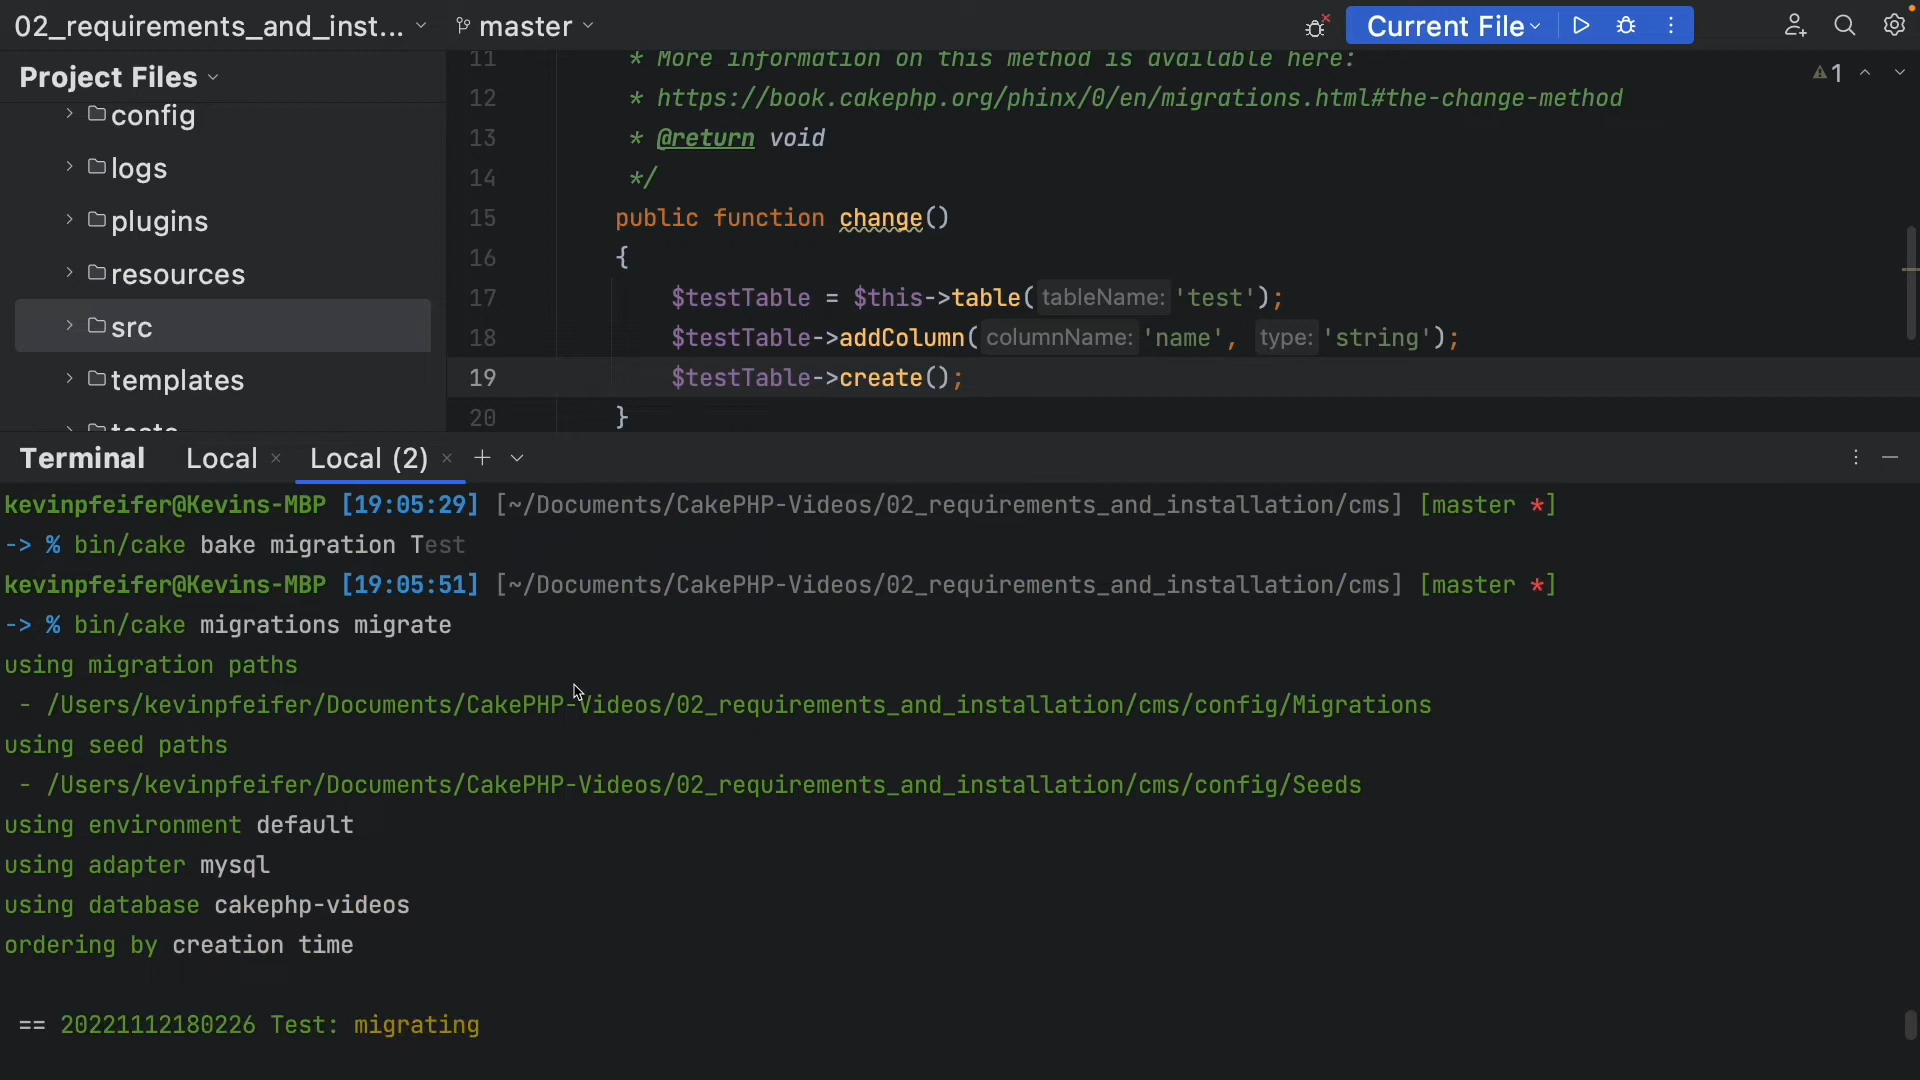 02_requirements_and_inst...
master
Current File
Project Files
config
logs
plugins
resources
src
templates
tests
1
11 * More information on this method is available here:
12 * https://book.cakephp.org/phinx/0/en/migrations.html#the-change-method
13 * @return void
14 */
15 public function change()
16 {
17 $testTable = $this->table( tableName: 'test');
18 $testTable->addColumn( columnName: 'name', type: 'string');
19 $testTable->create();
20 }
Terminal Local × Local (2) × +
kevinpfeifer@Kevins-MBP [19:05:29] [~/Documents/CakePHP-Videos/02_requirements_and_installation/cms] [master *]
-> % bin/cake bake migration Test
kevinpfeifer@Kevins-MBP [19:05:51] [~/Documents/CakePHP-Videos/02_requirements_and_installation/cms] [master *]
-> % bin/cake migrations migrate
using migration paths
- /Users/kevinpfeifer/Documents/CakePHP-Videos/02_requirements_and_installation/cms/config/Migrations
using seed paths
- /Users/kevinpfeifer/Documents/CakePHP-Videos/02_requirements_and_installation/cms/config/Seeds
using environment default
using adapter mysql
using database cakephp-videos
ordering by creation time
== 20221112180226 Test: migrating